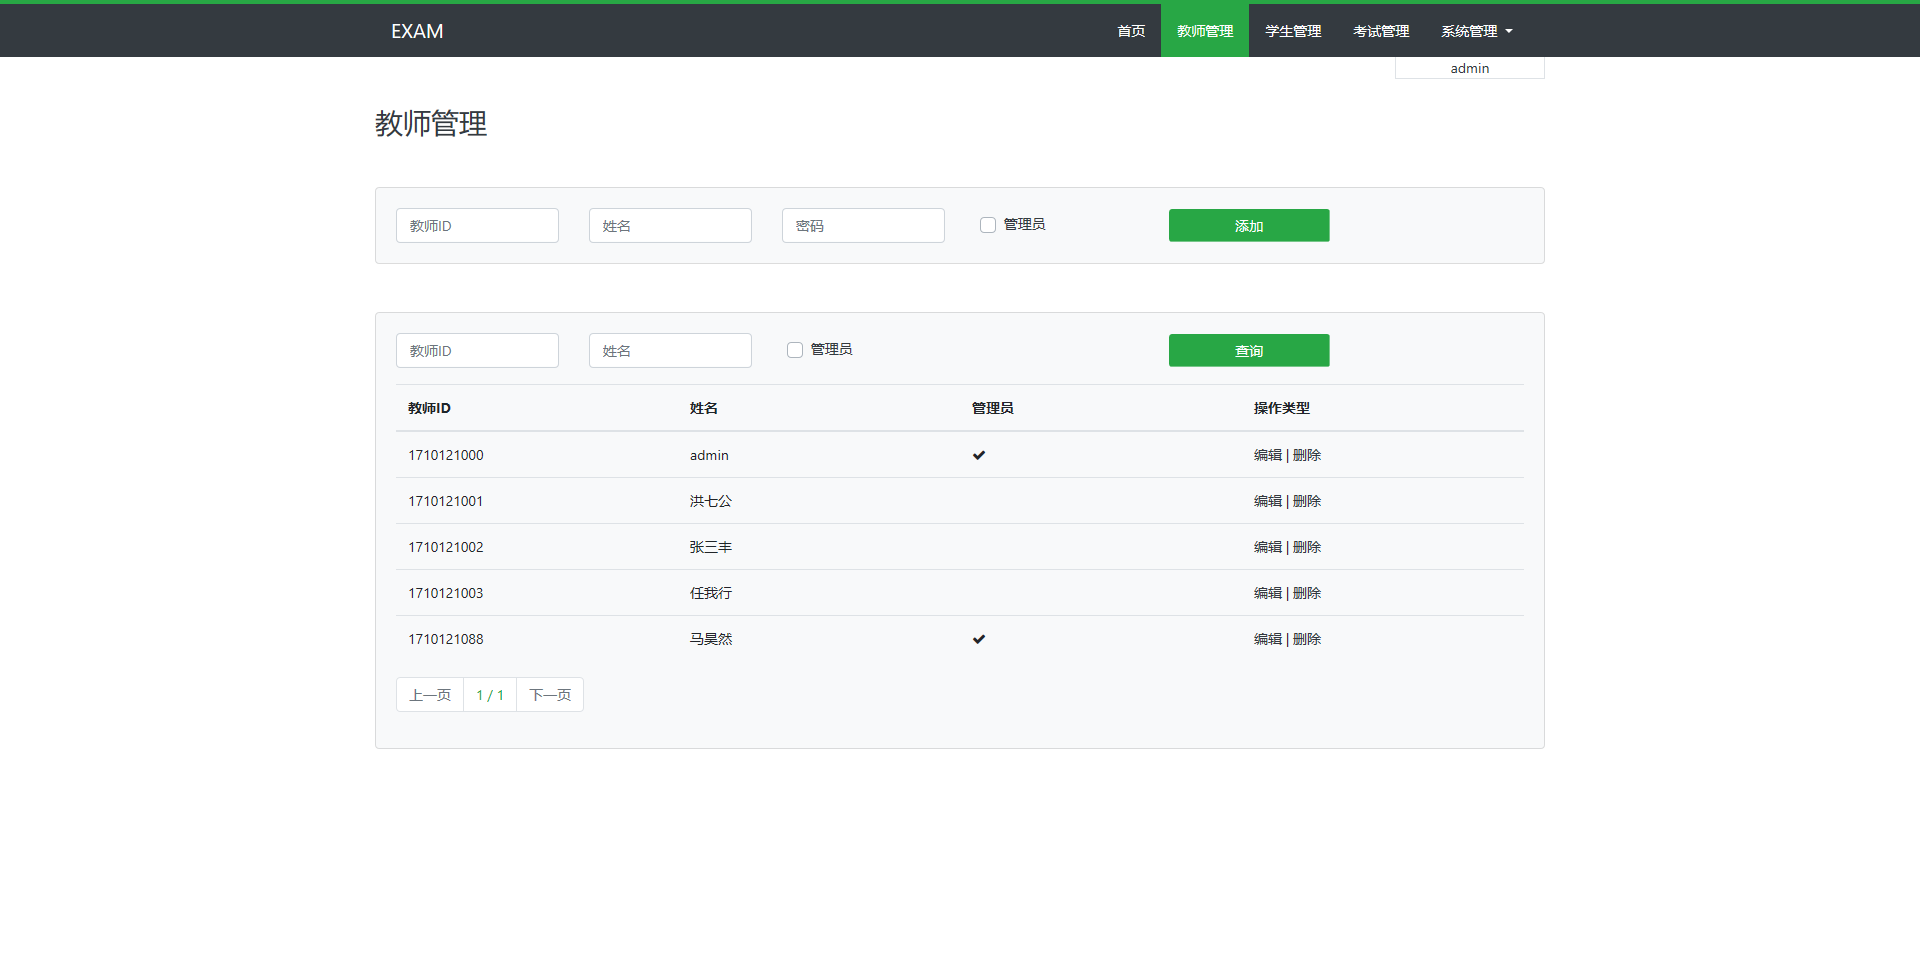 EXAM 首页 教师管理 学生管理 考试管理 系统管理
admin
教师管理
教师ID 姓名 密码 管理员 添加
教师ID 姓名 管理员 查询
教师ID 姓名 管理员 操作类型
1710121000 admin ✔ 编辑 | 删除
1710121001 洪七公 编辑 | 删除
1710121002 张三丰 编辑 | 删除
1710121003 任我行 编辑 | 删除
1710121088 马昊然 ✔ 编辑 | 删除
上一页 1 / 1 下一页